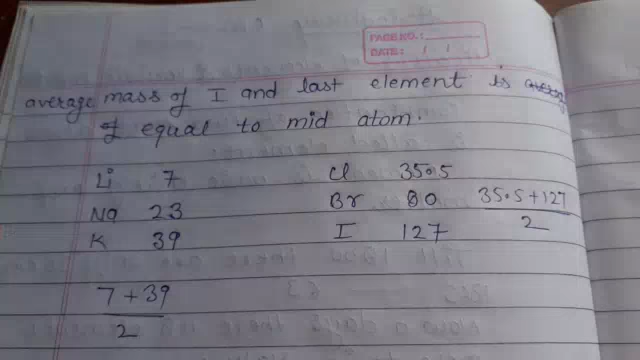 PAGE NO.:
DATE: / /
average mass of I and last element is
of equal to mid atom.
Li 7 Cl 35.5
Na 23 Br 80 35.5+127
K 39 I 127 2
7 + 39
2